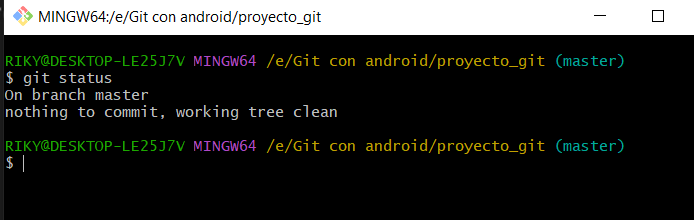 MINGW64:/e/Git con android/proyecto_git
RIKY@DESKTOP-LE25J7V MINGW64 /e/Git con android/proyecto_git (master)
$ git status
On branch master
nothing to commit, working tree clean
RIKY@DESKTOP-LE25J7V MINGW64 /e/Git con android/proyecto_git (master)
$